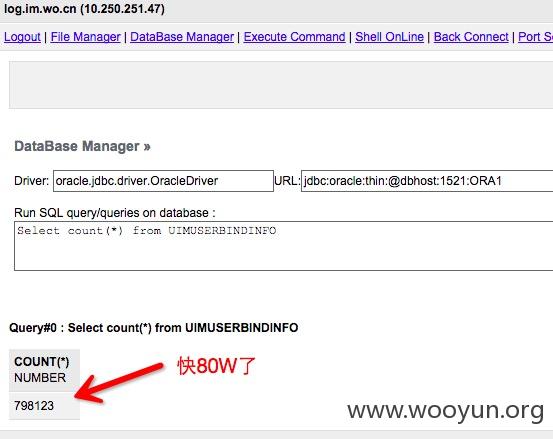 log.im.wo.cn (10.250.251.47)
Logout | File Manager | DataBase Manager | Execute Command | Shell OnLine | Back Connect | Port S
DataBase Manager »
Driver: oracle.jdbc.driver.OracleDriver URL: jdbc:oracle:thin:@dbhost:1521:ORA1
Run SQL query/queries on database :
Select count(*) from UIMUSERBINDINFO
Query#0 : Select count(*) from UIMUSERBINDINFO
COUNT(*)
NUMBER
快80W了
798123
www.wooyun.org